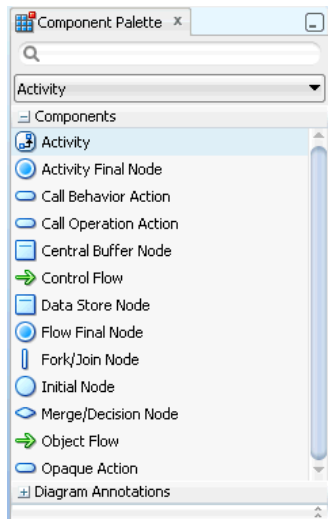 Component Palette
Activity
Components
Activity
Activity Final Node
Call Behavior Action
Call Operation Action
Central Buffer Node
Control Flow
Data Store Node
Flow Final Node
Fork/Join Node
Initial Node
Merge/Decision Node
Object Flow
Opaque Action
Diagram Annotations